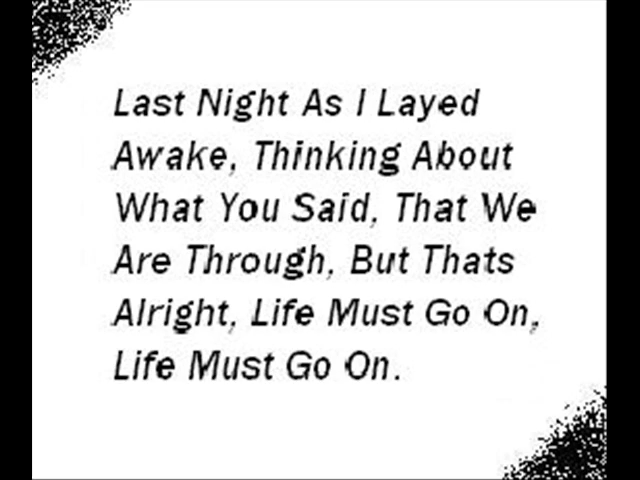 Last Night As I Layed
Awake, Thinking About
What You Said, That We
Are Through, But Thats
Alright, Life Must Go On,
Life Must Go On.